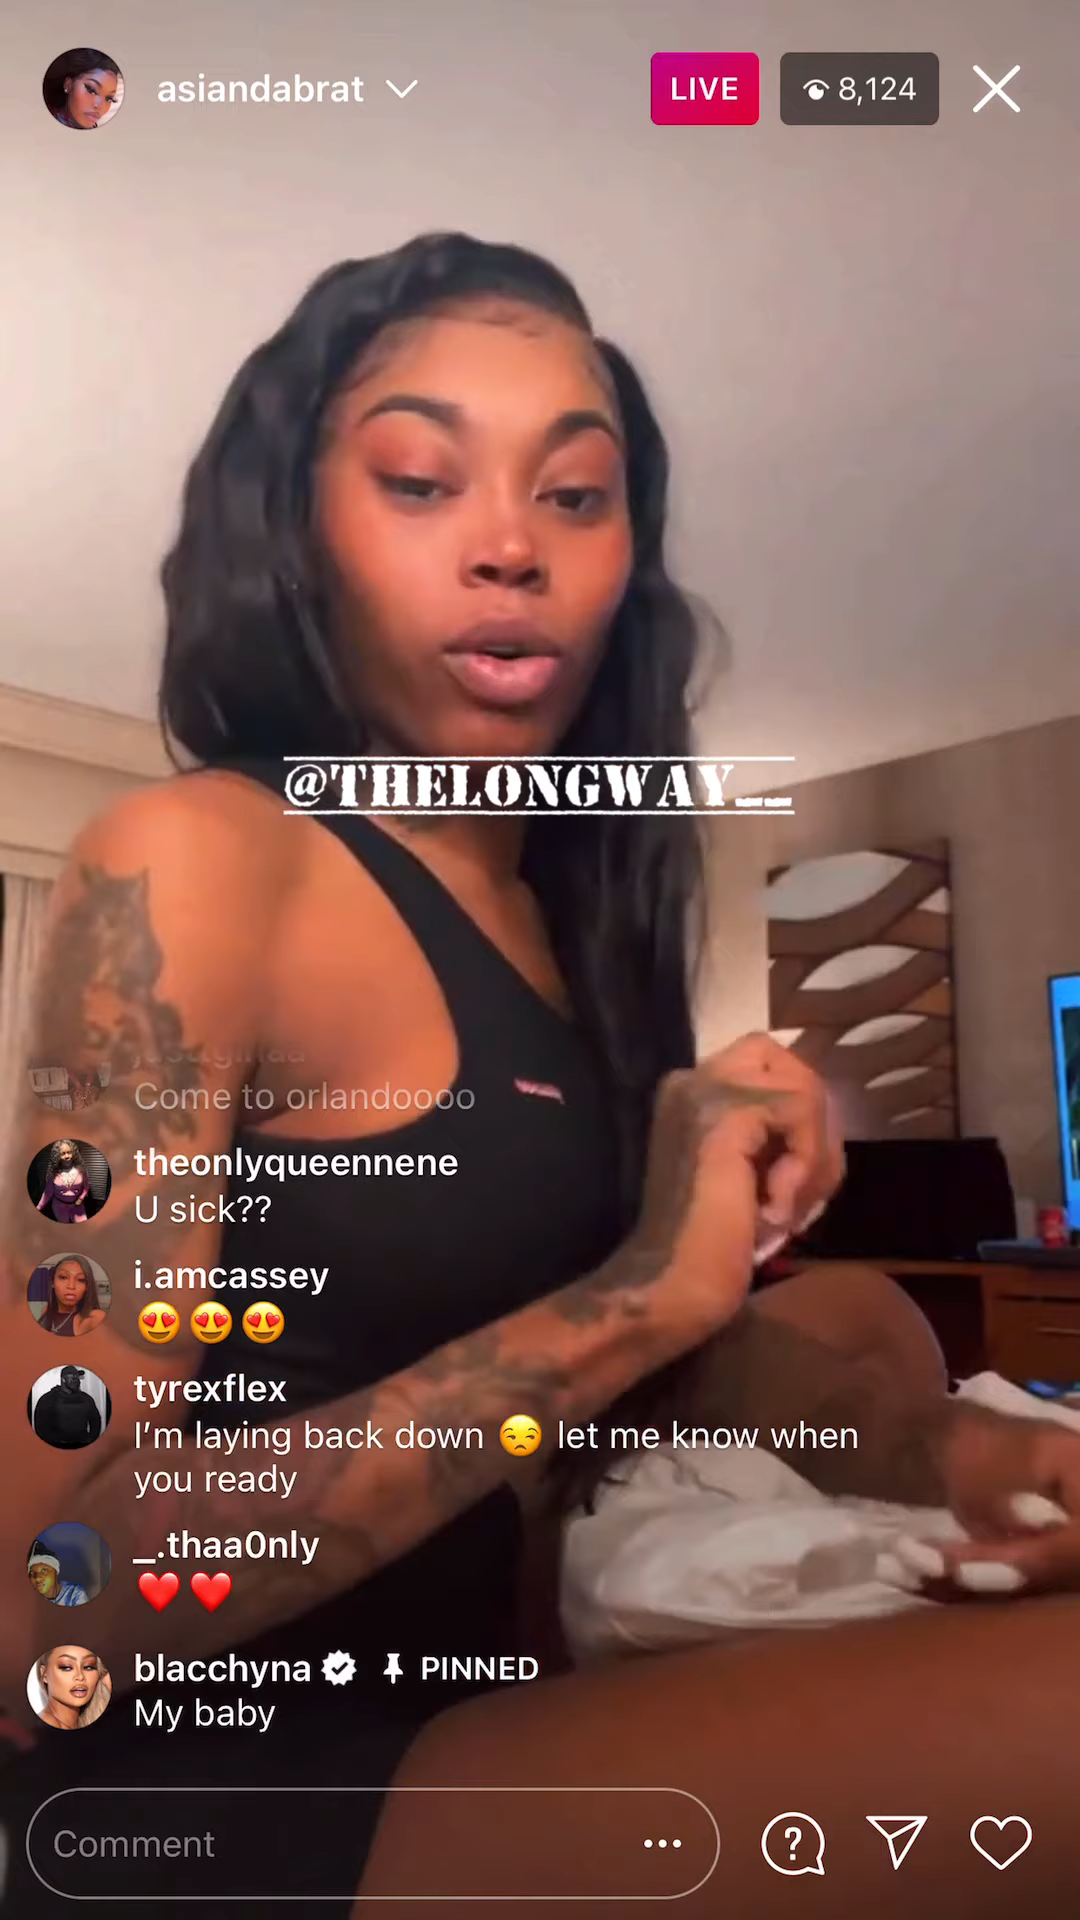 asiandabrat
LIVE
8,124
@THELONGWAY__
Come to orlandoooo
theonlyqueennene
U sick??
i.amcassey
😍😍😍
tyrexflex
I’m laying back down 😒 let me know when
you ready
_.thaa0nly
❤️❤️
blacchyna PINNED
My baby
Comment